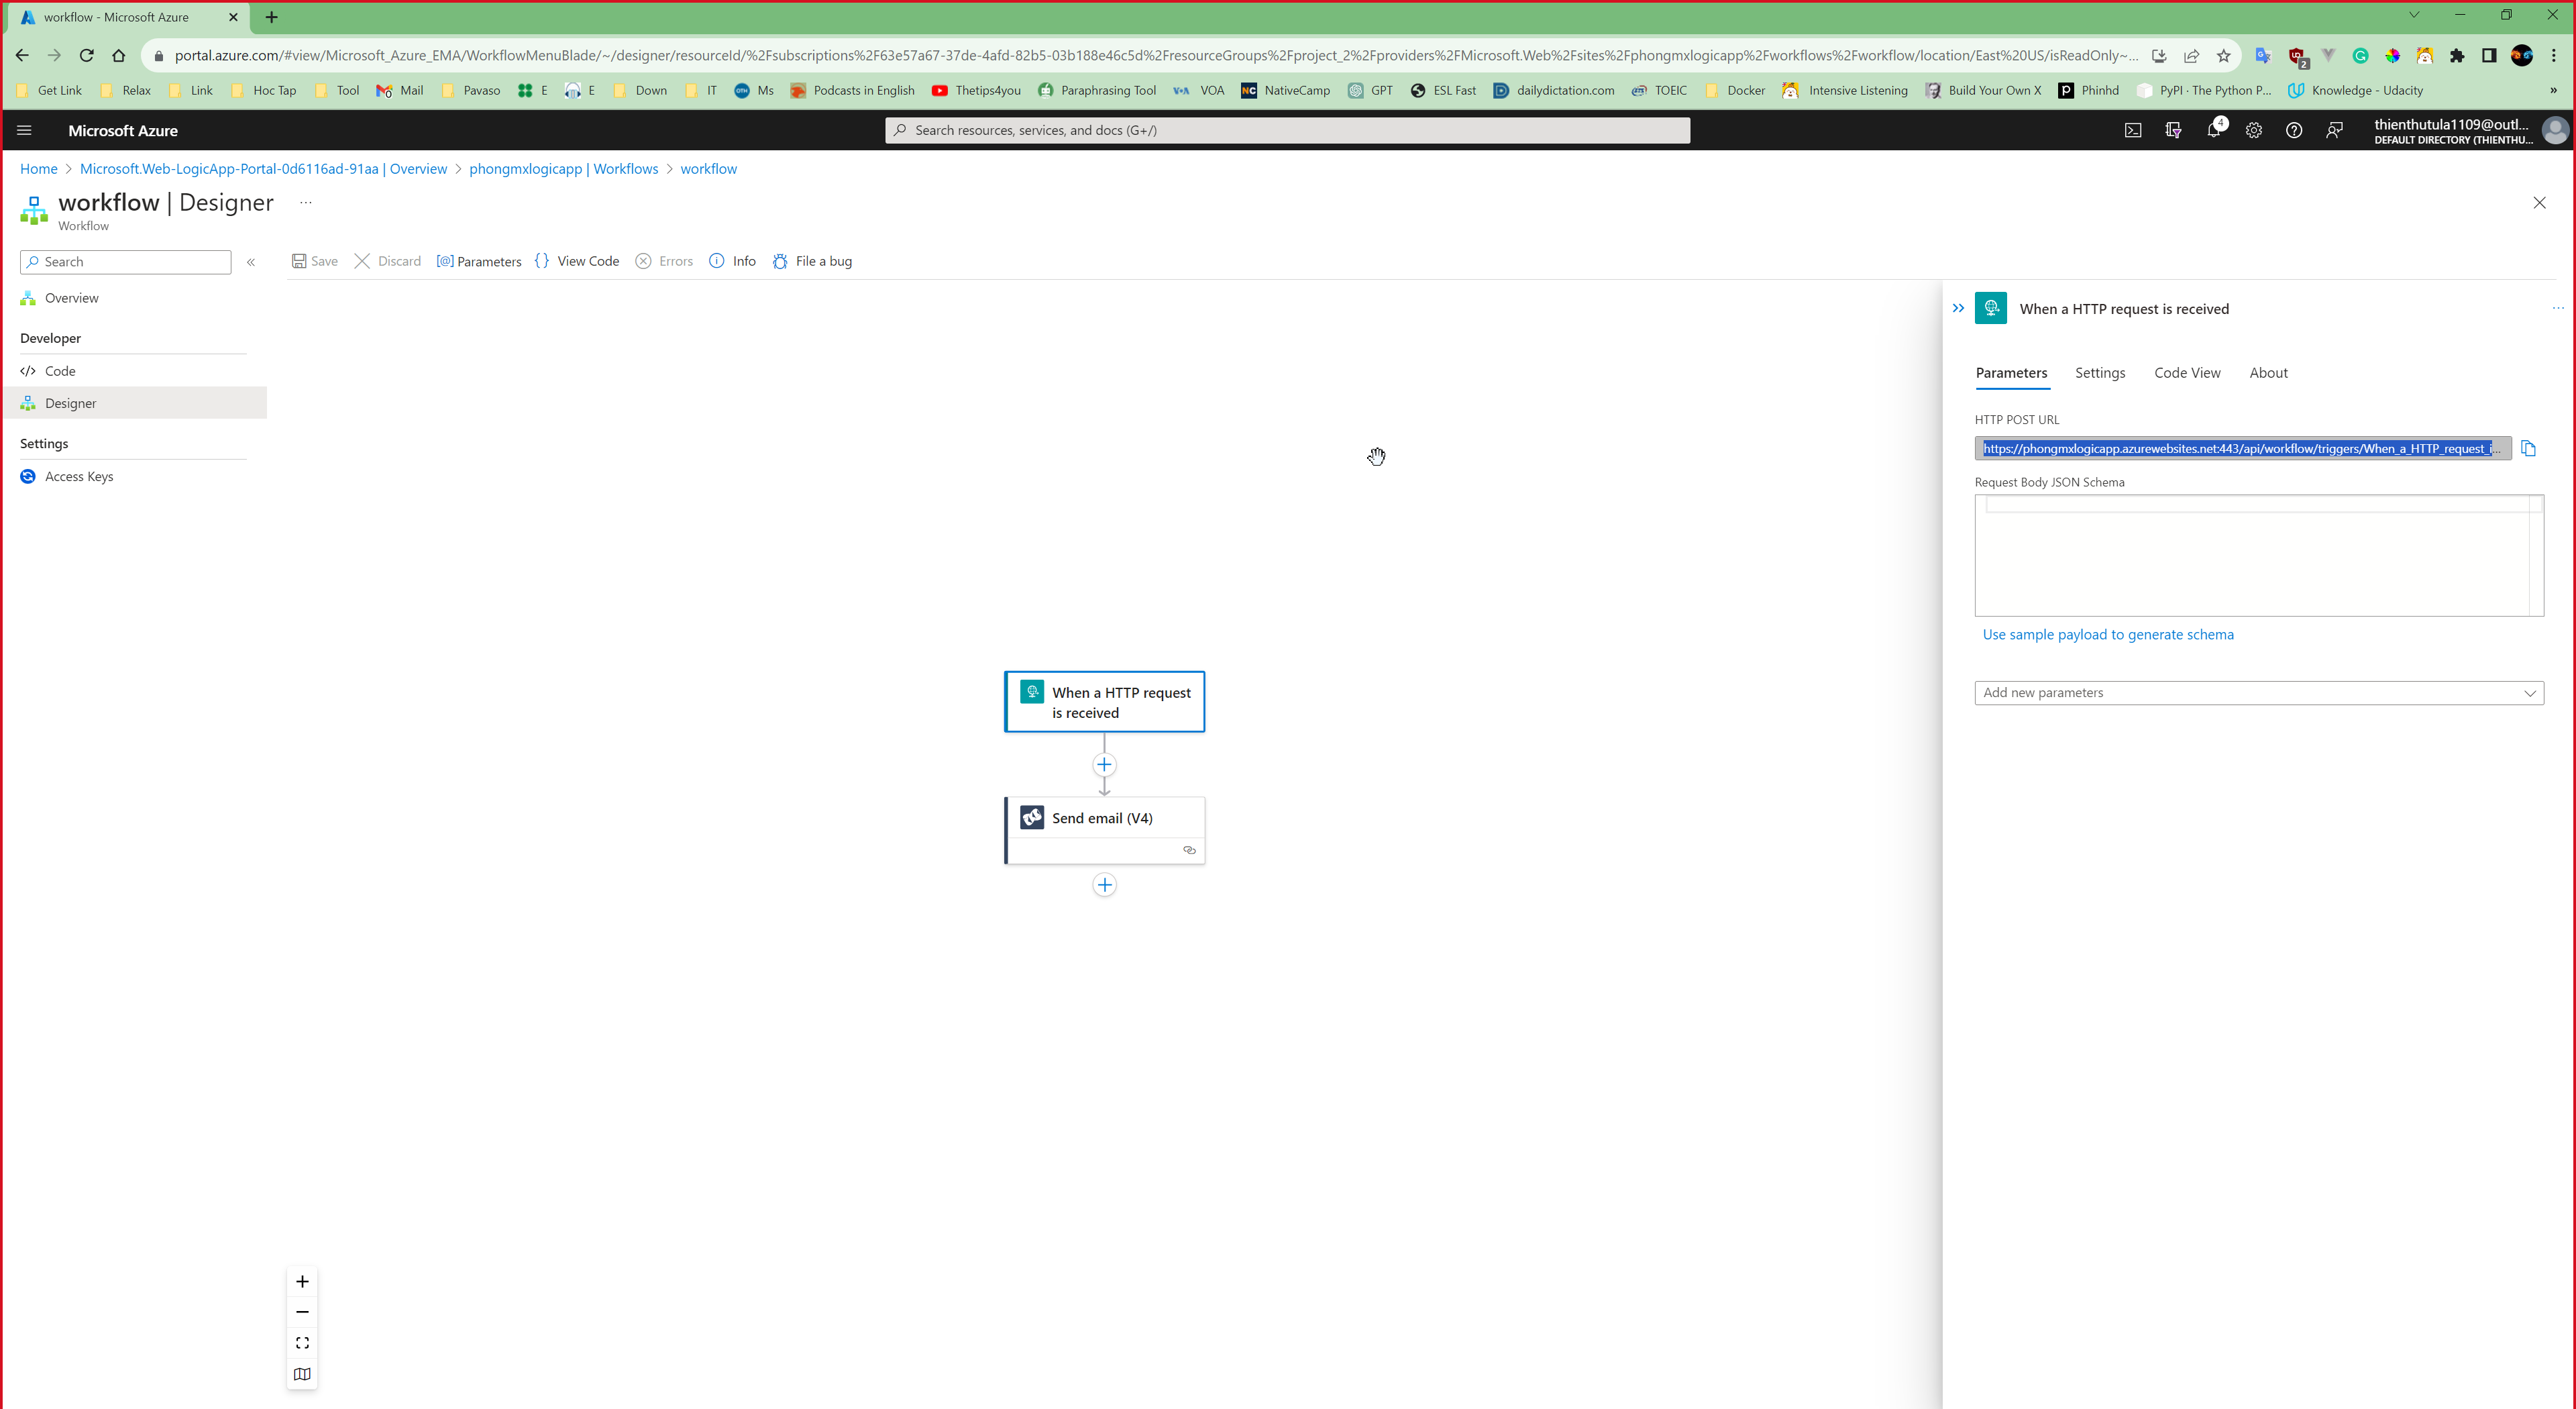 workflow - Microsoft Azure
portal.azure.com/#view/Microsoft_Azure_EMA/WorkflowMenuBlade/~/designer/resourceId/%2Fsubscriptions%2F63e57a67-37de-4afd-82b5-03b188e46c5d%2FresourceGroups%2Fproject_2%2Fproviders%2FMicrosoft.Web%2Fsites%2Fphongmxlogicapp%2Fworkflows%2Fworkflow/location/East%20US/isReadOnly~...
2
Get Link Relax Link Hoc Tap Tool Mail Pavaso E E Down IT Ms Podcasts in English Thetips4you Paraphrasing Tool VOA NativeCamp GPT ESL Fast dailydictation.com TOEIC Docker Intensive Listening Build Your Own X Phinhd PyPI · The Python P... Knowledge - Udacity »
Microsoft Azure
Search resources, services, and docs (G+/)
4
thienthutula1109@outl...
DEFAULT DIRECTORY (THIENTHU...
Home > Microsoft.Web-LogicApp-Portal-0d6116ad-91aa | Overview > phongmxlogicapp | Workflows > workflow
workflow | Designer ...
Workflow
Search «
Save Discard Parameters View Code Errors Info File a bug
Overview
Developer
Code
Designer
Settings
Access Keys
When a HTTP request
is received
Send email (V4)
When a HTTP request is received
Parameters Settings Code View About
HTTP POST URL
https://phongmxlogicapp.azurewebsites.net:443/api/workflow/triggers/When_a_HTTP_request_i...
Request Body JSON Schema
Use sample payload to generate schema
Add new parameters